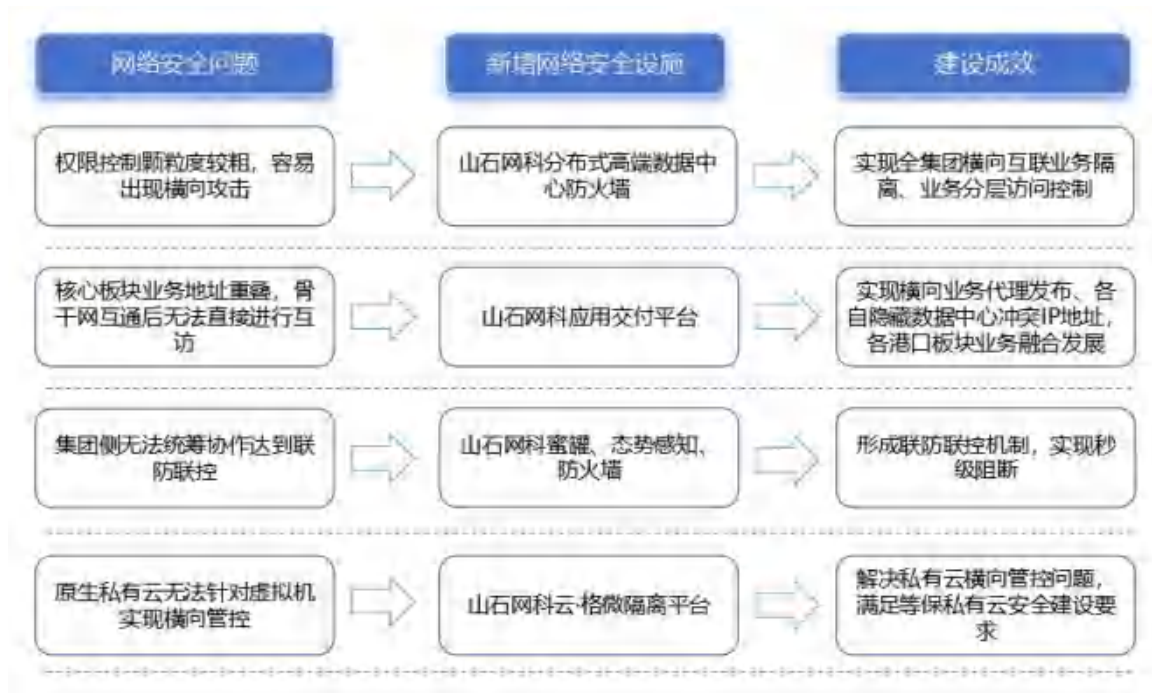 网络安全问题
新增网络安全设施
建设成效
权限控制颗粒度较粗，容易
出现横向攻击
山石网科分布式高端数据中
心防火墙
实现全集团横向互联业务隔
离、业务分层访问控制
核心板块业务地址重叠，骨
干网互通后无法直接进行互
访
山石网科应用交付平台
实现横向业务代理发布、各
自隐藏数据中心冲突IP地址，
各港口板块业务融合发展
集团侧无法统筹协作达到联
防联控
山石网科蜜罐、态势感知、
防火墙
形成联防联控机制，实现秒
级阻断
原生私有云无法针对虚拟机
实现横向管控
山石网科云·格微隔离平台
解决私有云横向管控问题，
满足等保私有云安全建设要
求